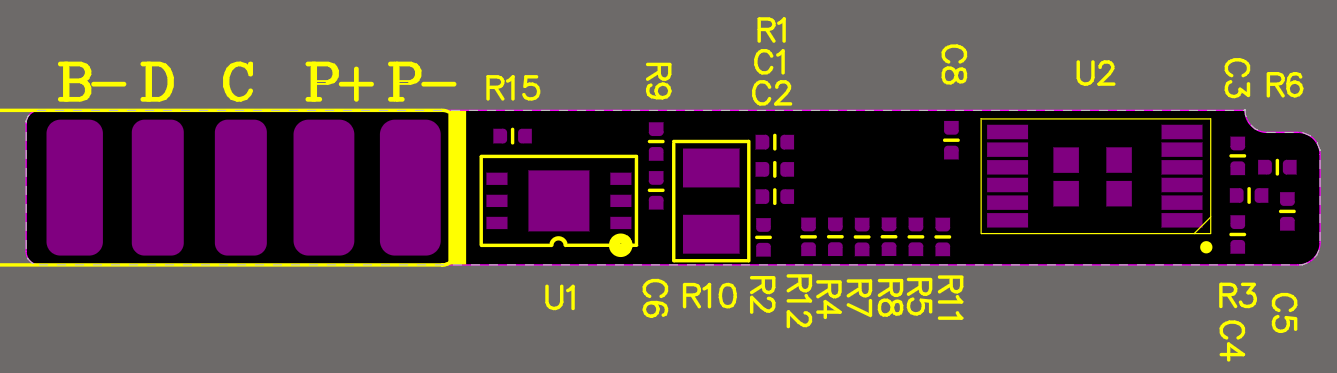 B- D C P+ P-
R15
R9
R1
C1
C2
C8
U2
C3
R6
U1
C6
R10
R2
R12
R4
R7
R8
R5
R11
R3
C4
C5